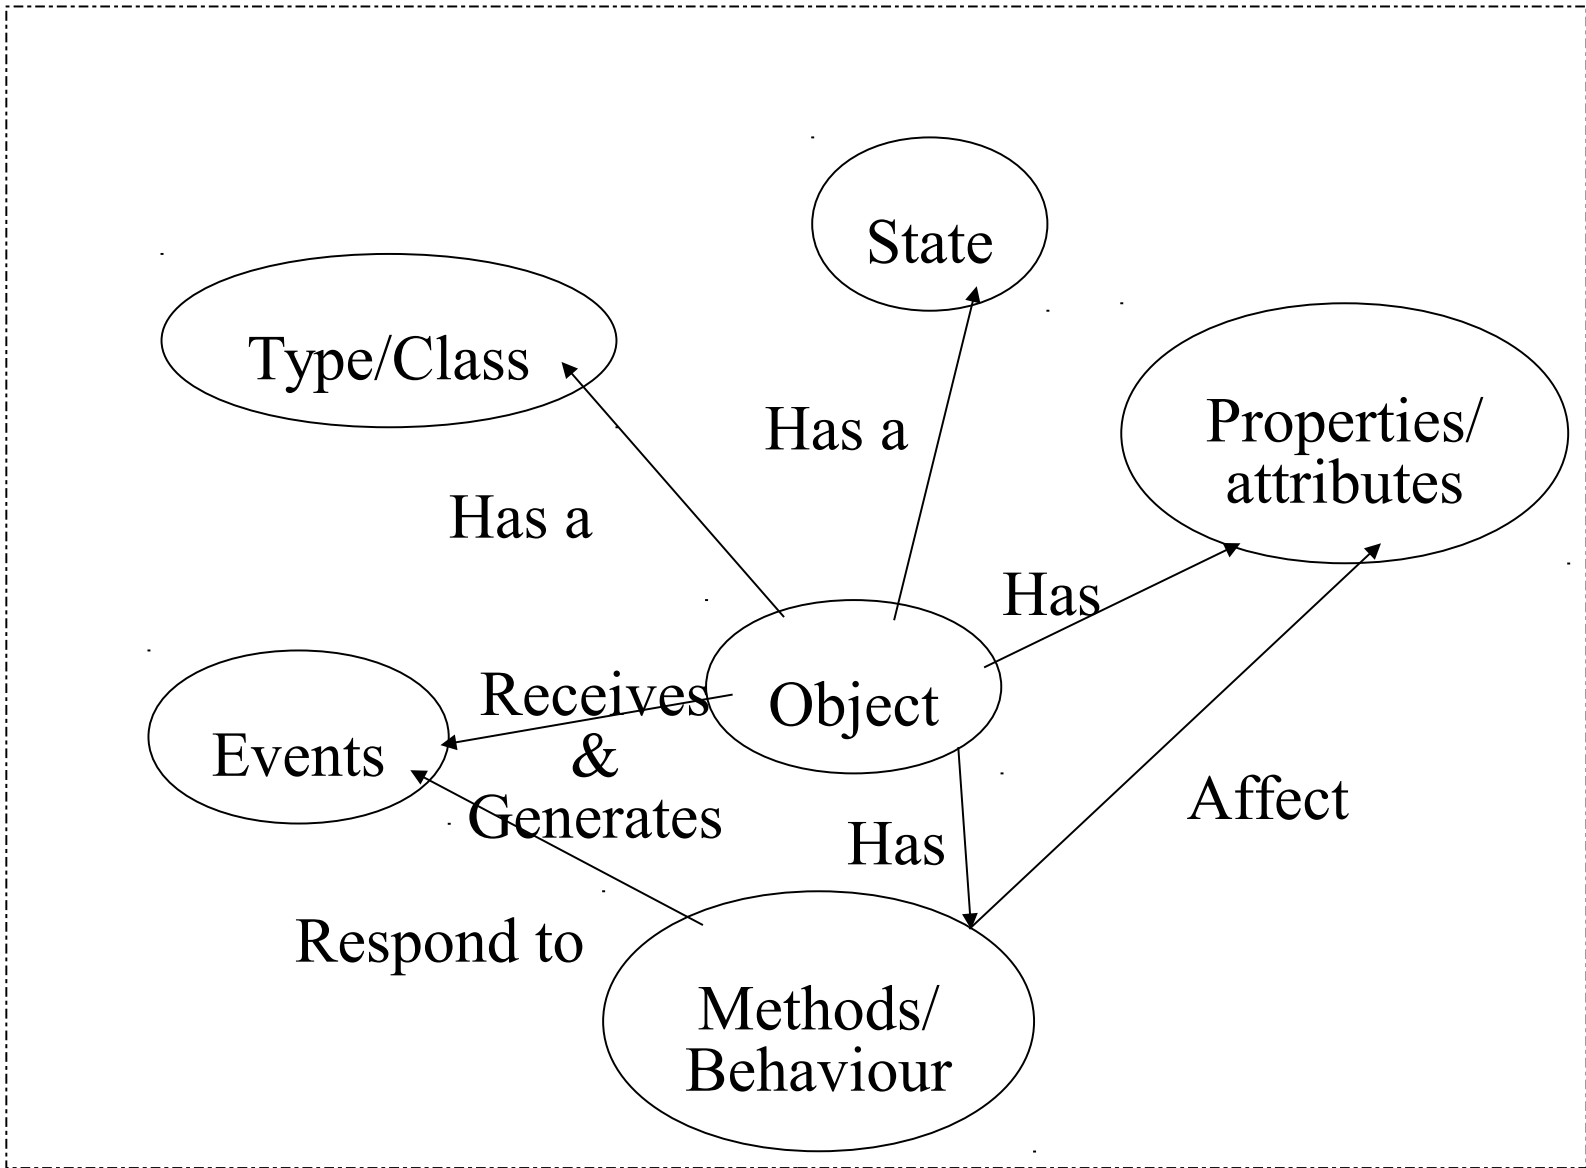 State
Type/Class
Properties/
attributes
Has a
Has a
Has
Receives
&
Generates
Object
Events
Affect
Has
Respond to
Methods/
Behaviour